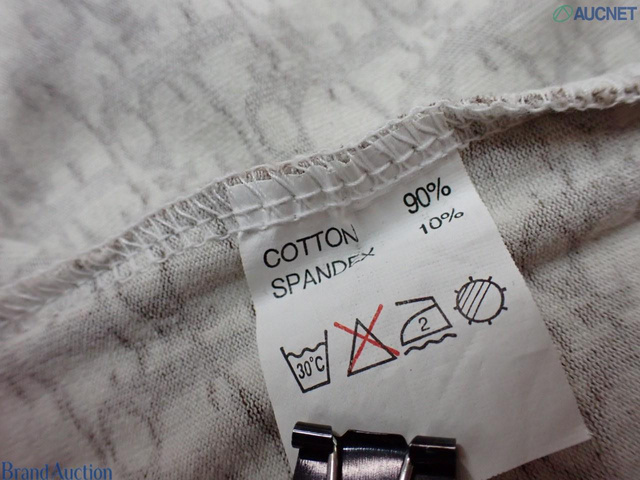 AUCNET
COTTON 90%
SPANDEX 10%
30°C 2
Brand Auction